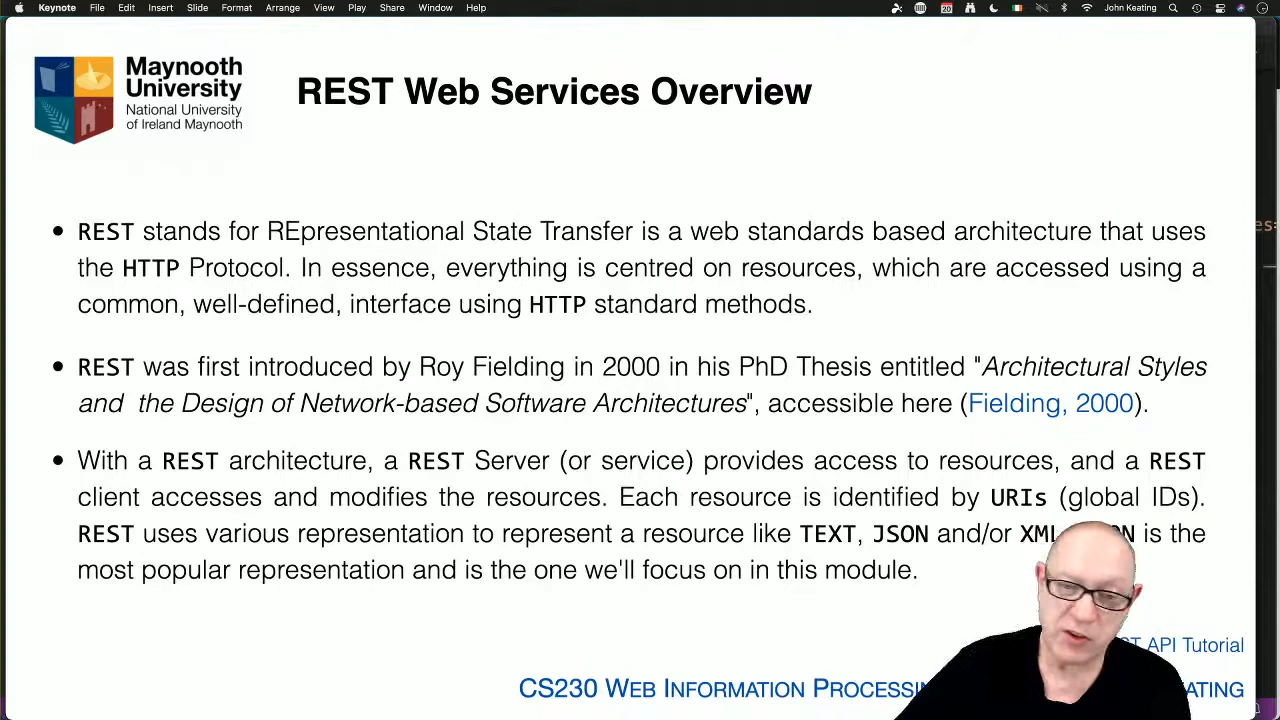 Keynote File Edit Insert Slide Format Arrange View Play Share Window Help 20 John Keating
Maynooth
University
National University
of Ireland Maynooth
REST Web Services Overview
• REST stands for REpresentational State Transfer is a web standards based architecture that uses
the HTTP Protocol. In essence, everything is centred on resources, which are accessed using a
common, well-defined, interface using HTTP standard methods.
• REST was first introduced by Roy Fielding in 2000 in his PhD Thesis entitled "Architectural Styles
and the Design of Network-based Software Architectures", accessible here (Fielding, 2000).
• With a REST architecture, a REST Server (or service) provides access to resources, and a REST
client accesses and modifies the resources. Each resource is identified by URIs (global IDs).
REST uses various representation to represent a resource like TEXT, JSON and/or XML. is the
most popular representation and is the one we'll focus on in this module.
API Tutorial
CS230 WEB INFORMATION